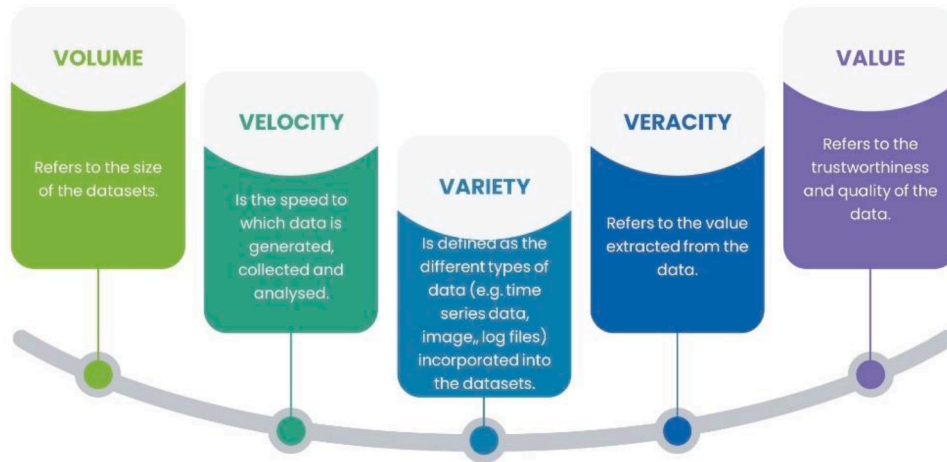 VOLUME
Refers to the size
of the datasets.
VELOCITY
Is the speed to
which data is
generated,
collected and
analysed.
VARIETY
Is defined as the
different types of
data (e.g. time
series data,
image,, log files)
incorporated into
the datasets.
VERACITY
Refers to the value
extracted from the
data.
VALUE
Refers to the
trustworthiness
and quality of the
data.